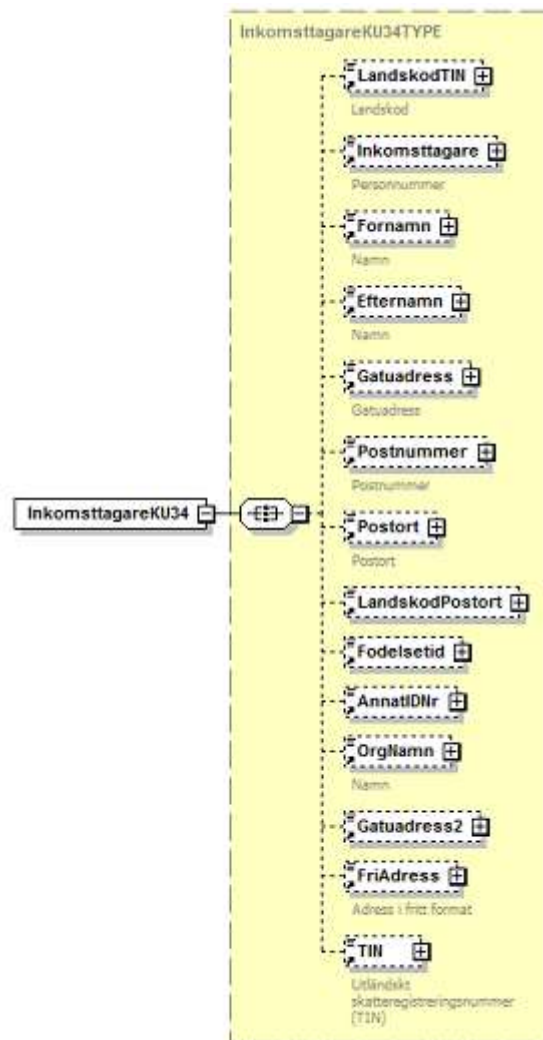 InkomsttagareKU34TYPE
LandskodTIN
Landskod
Inkomsttagare
Personnummer
Fornamn
Namn
Efternamn
Namn
Gatuadress
Gatuadress
Postnummer
Postnummer
InkomsttagareKU34
Postort
Postort
LandskodPostort
Fodelsetid
AnnatIDNr
OrgNamn
Namn
Gatuadress2
FriAdress
Adress i fritt format
TIN
Utländskt
skatteregistreringsnummer
(TIN)